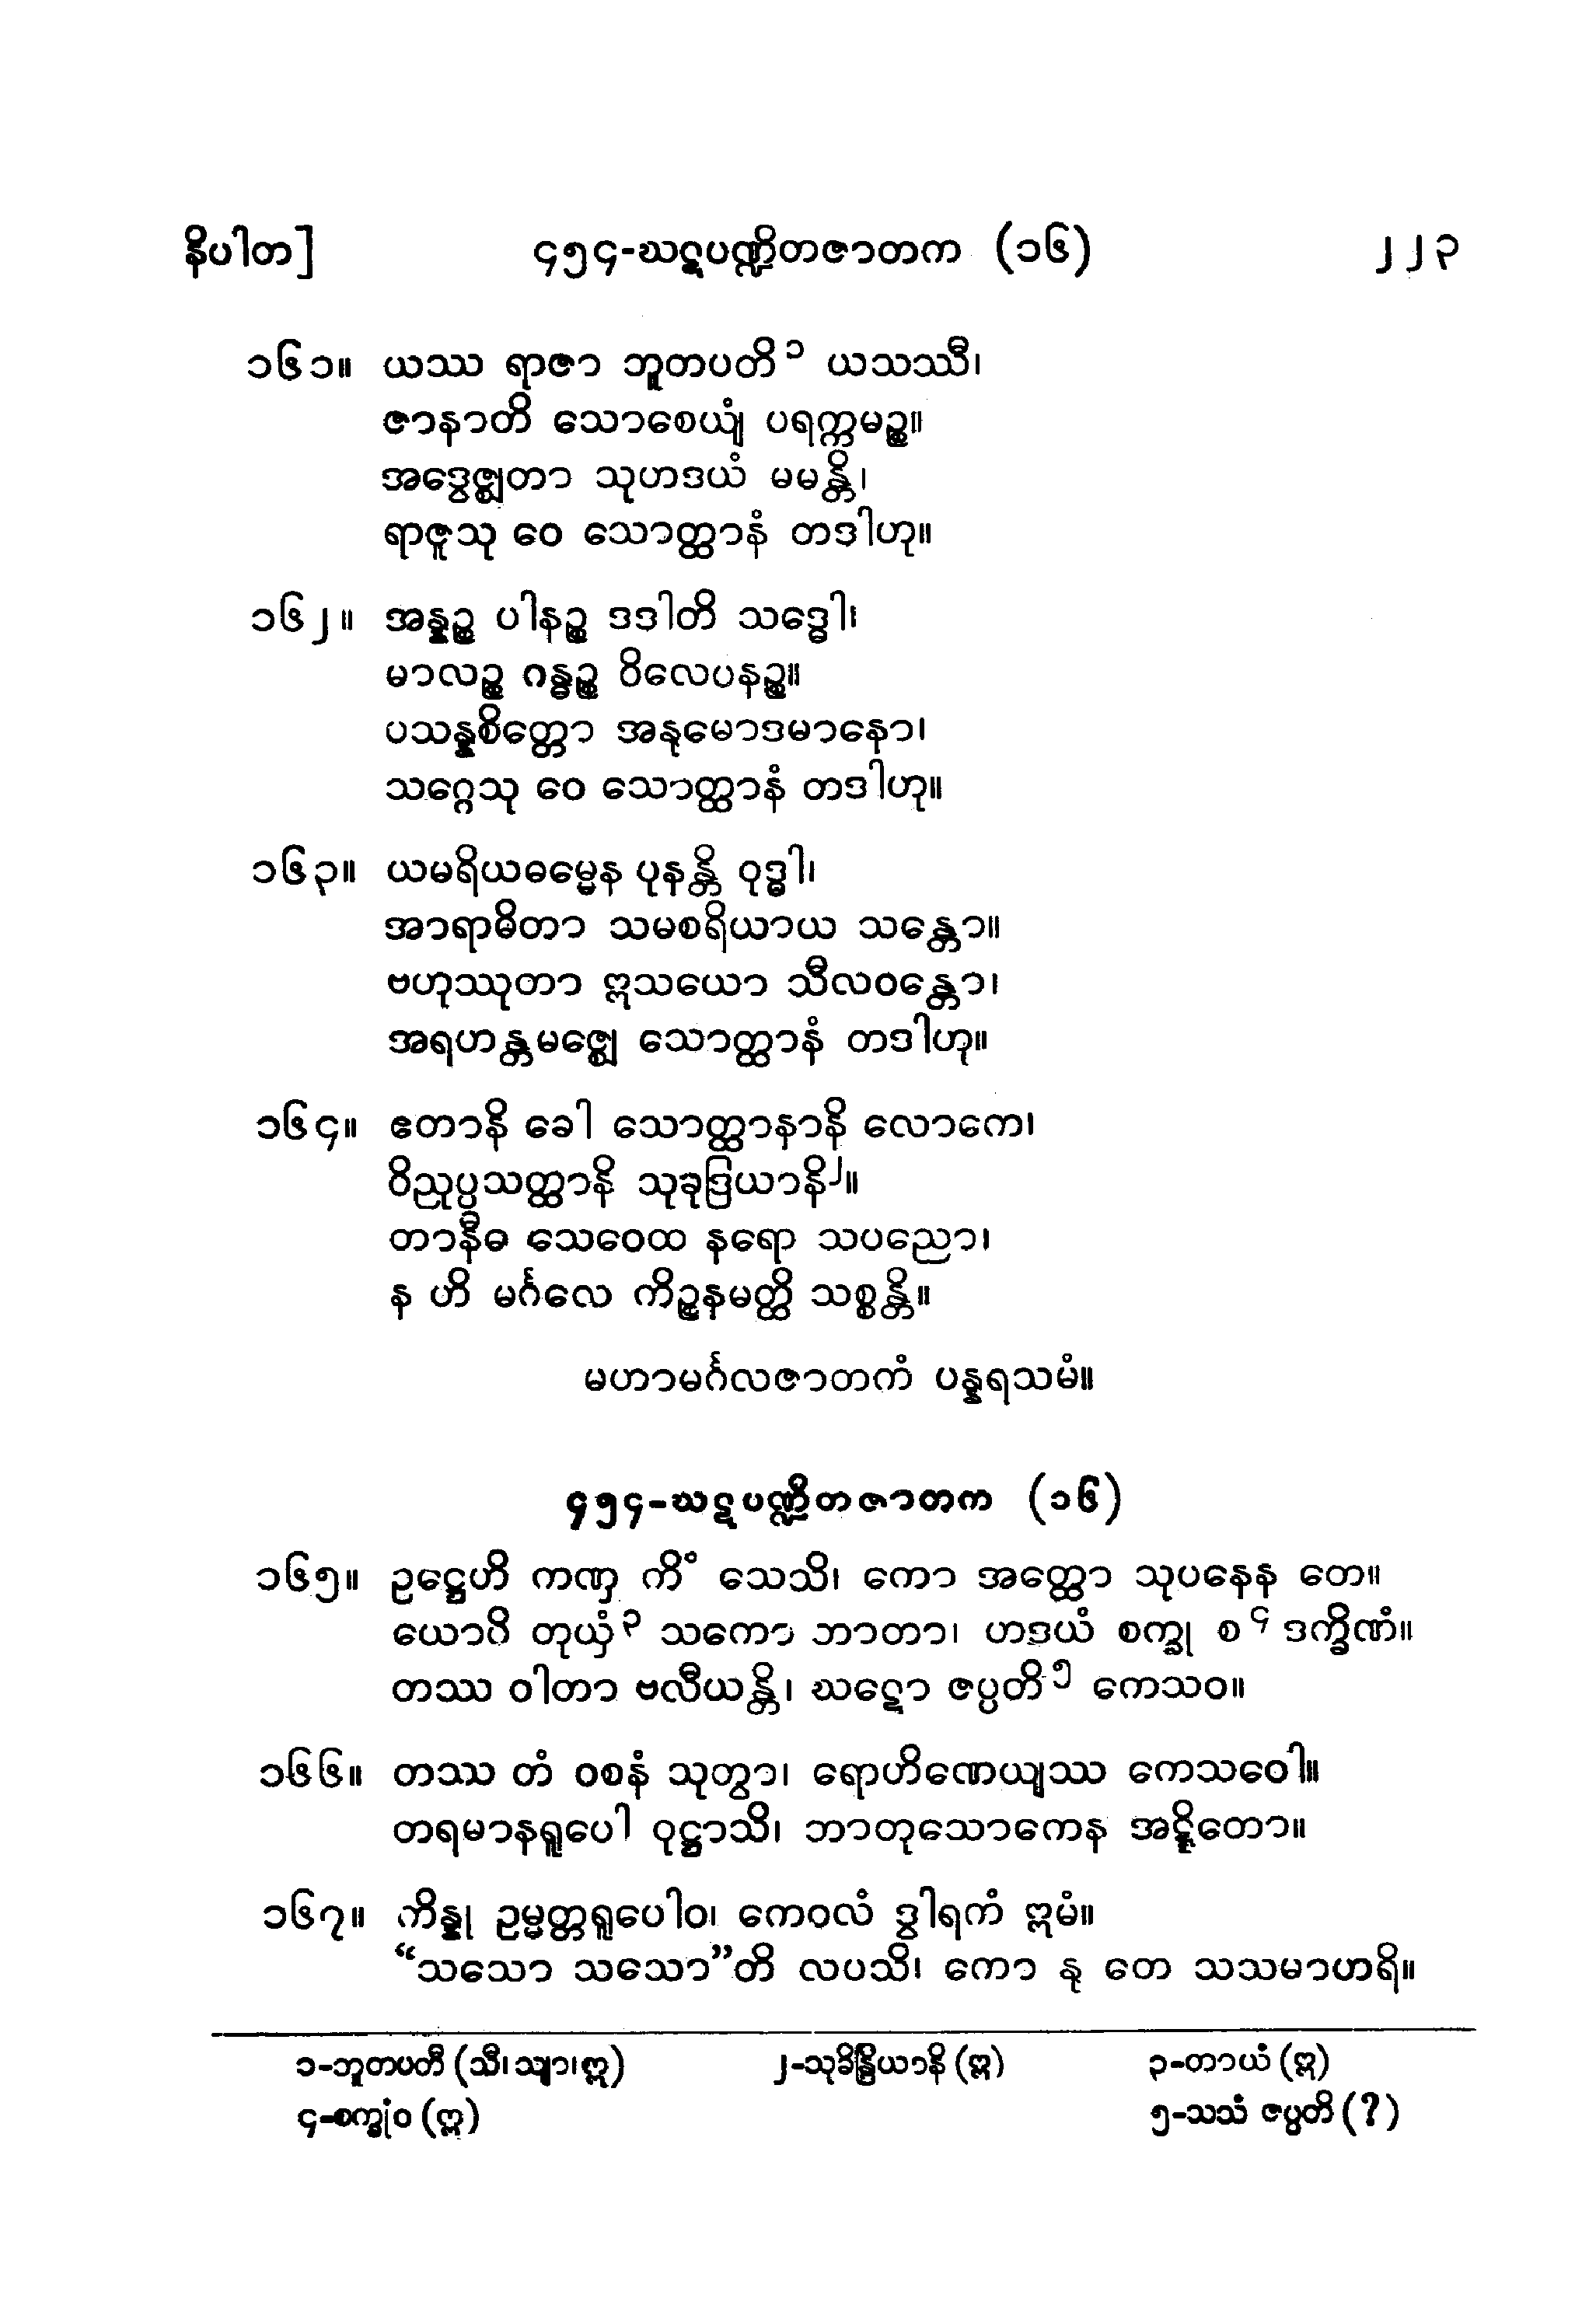 နိပါတ] ၄၅၄-ဃဋပဏ္ဍိတဇာတက (၁၆) ၂၂၃
၁၆၁။ ယဿ ရာဇာ ဘူတပတိ၁ ယသဿီ၊
ဇာနာတိ သောစေယျံ ပရက္ကမဉ္စ။
အဒွေဇ္ဈတာ သုဟဒယံ မမန္တိ၊
ရာဇူသု ဝေ သောတ္ထာနံ တဒါဟု။
၁၆၂။ အန္နဉ္စ ပါနဉ္စ ဒဒါတိ သဒ္ဓေါ၊
မာလဉ္စ ဂန္ဓဉ္စ ဝိလေပနဉ္စ။
ပသန္နစိတ္တော အနုမောဒမာနော၊
သဂ္ဂေသု ဝေ သောတ္ထာနံ တဒါဟု။
၁၆၃။ ယမရိယဓမ္မေန ပုနန္တိ ဝုဒ္ဓါ၊
အာရာဓိတာ သမစရိယာယ သန္တော။
ဗဟုဿုတာ ဣသယော သီလဝန္တော၊
အရဟန္တမဇ္ဈေ သောတ္ထာနံ တဒါဟု။
၁၆၄။ ဧတာနိ ခေါ သောတ္ထာနာနိ လောကေ၊
ဝိညုပ္ပသတ္ထာနိ သုခုဒြယာနိ၂။
တာနီဓ သေဝေထ နရော သပညော၊
န ဟိ မင်္ဂလေ ကိဉ္စနမတ္ထိ သစ္စန္တိ။
မဟာမင်္ဂလဇာတကံ ပန္နရသမံ။
၄၅၄-ဃဋပဏ္ဍိတဇာတက (၁၆)
၁၆၅။ ဥဋ္ဌေဟိ ကဏှ ကိံ သေသိ၊ ကော အတ္ထော သုပနေန တေ။
ယောပိ တုယှံ၃ သကော ဘာတာ၊ ဟဒယံ စက္ခု စ၄ ဒက္ခိဏံ။
တဿ ဝါတာ ဗလီယန္တိ၊ ဃဋော ဇပ္ပတိ၅ ကေသဝ။
၁၆၆။ တဿ တံ ဝစနံ သုတွာ၊ ရောဟိဏေယျဿ ကေသဝေါ။
တရမာနရူပေါ ဝုဋ္ဌာသိ၊ ဘာတုသောကေန အဋ္ဋိတော။
၁၆၇။ ကိန္နု ဥမ္မတ္တရူပေါဝ၊ ကေဝလံ ဒွါရကံ ဣမံ။
“သသော သသော”တိ လပသိ၊ ကော နု တေ သသမာဟရိ။
၁-ဘူတပတီ (သီ၊သျာ၊ဣ) ၂-သုခိန္ဒြိယာနိ (ဣ) ၃-တာယံ (ဣ)
၄-စက္ခုံဝ (ဣ) ၅-သသံ ဇပ္ပတိ (?)